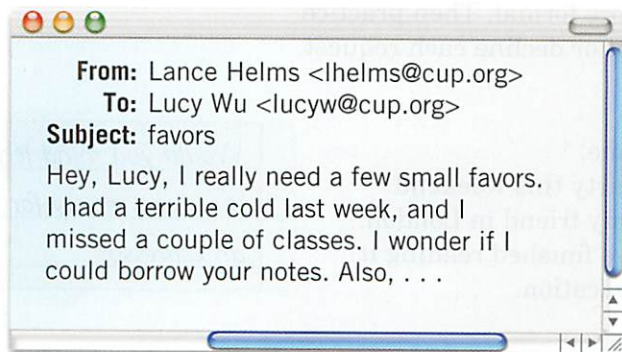 From: Lance Helms <lhelms@cup.org>
To: Lucy Wu <lucyw@cup.org>
Subject: favors
Hey, Lucy, I really need a few small favors.
I had a terrible cold last week, and I
missed a couple of classes. I wonder if I
could borrow your notes. Also, . . .